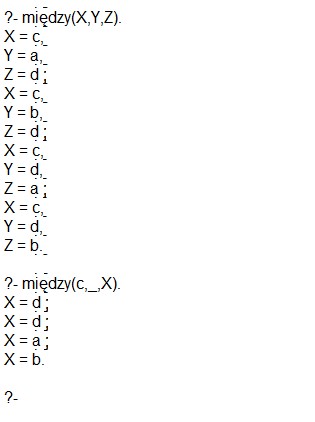 ?- między(X,Y,Z).
X = c,
Y = a,
Z = d ;
X = c,
Y = b,
Z = d ;
X = c,
Y = d,
Z = a ;
X = c,
Y = d,
Z = b.
?- między(c,_,X).
X = d ;
X = d ;
X = a ;
X = b.
?-